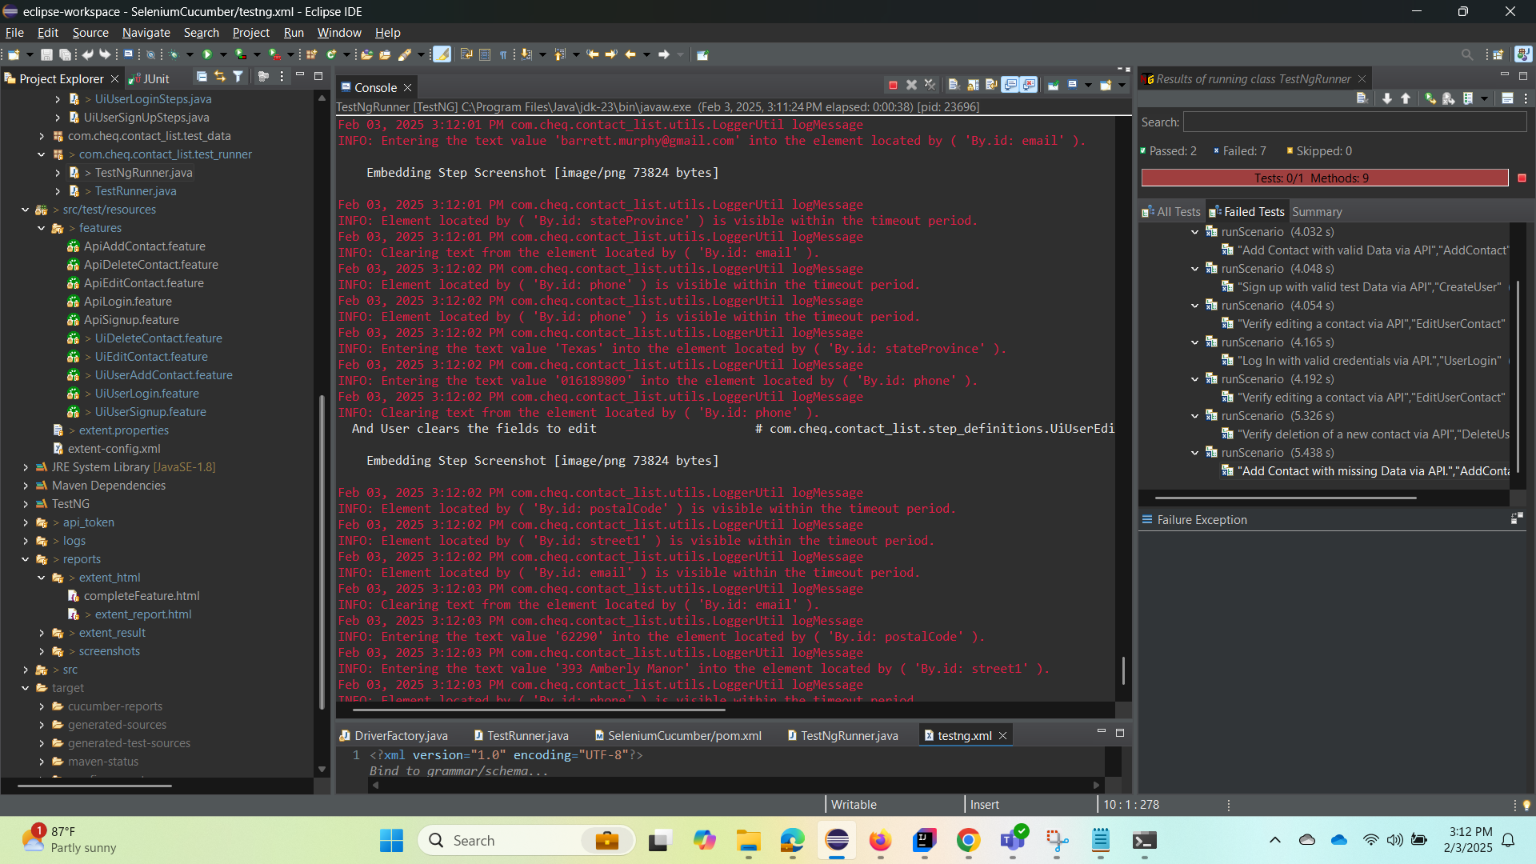 eclipse-workspace - SeleniumCucumber/testng.xml - Eclipse IDE
File Edit Source Navigate Search Project Run Window Help
Project Explorer
JUnit
UiUserLoginSteps.java
UiUserSignUpSteps.java
com.cheq.contact_list.test_data
> com.cheq.contact_list.test_runner
> TestNgRunner.java
> TestRunner.java
> src/test/resources
> features
ApiAddContact.feature
ApiDeleteContact.feature
ApiEditContact.feature
ApiLogin.feature
ApiSignup.feature
> UiDeleteContact.feature
> UiEditContact.feature
> UiUserAddContact.feature
> UiUserLogin.feature
> UiUserSignup.feature
> extent.properties
extent-config.xml
JRE System Library [JavaSE-1.8]
Maven Dependencies
TestNG
> api_token
> logs
> reports
> extent_html
completeFeature.html
> extent_report.html
> extent_result
> screenshots
> src
target
cucumber-reports
generated-sources
generated-test-sources
maven-status
Console
TestNgRunner [TestNG] C:\Program Files\Java\jdk-23\bin\javaw.exe (Feb 3, 2025, 3:11:24 PM elapsed: 0:00:38) [pid: 23696]
Feb 03, 2025 3:12:01 PM com.cheq.contact_list.utils.LoggerUtil logMessage
INFO: Entering the text value 'barrett.murphy@gmail.com' into the element located by ( 'By.id: email' ).
Embedding Step Screenshot [image/png 73824 bytes]
Feb 03, 2025 3:12:01 PM com.cheq.contact_list.utils.LoggerUtil logMessage
INFO: Element located by ( 'By.id: stateProvince' ) is visible within the timeout period.
Feb 03, 2025 3:12:01 PM com.cheq.contact_list.utils.LoggerUtil logMessage
INFO: Clearing text from the element located by ( 'By.id: email' ).
Feb 03, 2025 3:12:02 PM com.cheq.contact_list.utils.LoggerUtil logMessage
INFO: Element located by ( 'By.id: phone' ) is visible within the timeout period.
Feb 03, 2025 3:12:02 PM com.cheq.contact_list.utils.LoggerUtil logMessage
INFO: Element located by ( 'By.id: phone' ) is visible within the timeout period.
Feb 03, 2025 3:12:02 PM com.cheq.contact_list.utils.LoggerUtil logMessage
INFO: Entering the text value 'Texas' into the element located by ( 'By.id: stateProvince' ).
Feb 03, 2025 3:12:02 PM com.cheq.contact_list.utils.LoggerUtil logMessage
INFO: Entering the text value '016189809' into the element located by ( 'By.id: phone' ).
Feb 03, 2025 3:12:02 PM com.cheq.contact_list.utils.LoggerUtil logMessage
INFO: Clearing text from the element located by ( 'By.id: phone' ).
And User clears the fields to edit # com.cheq.contact_list.step_definitions.UiUserEdi
Embedding Step Screenshot [image/png 73824 bytes]
Feb 03, 2025 3:12:02 PM com.cheq.contact_list.utils.LoggerUtil logMessage
INFO: Element located by ( 'By.id: postalCode' ) is visible within the timeout period.
Feb 03, 2025 3:12:02 PM com.cheq.contact_list.utils.LoggerUtil logMessage
INFO: Element located by ( 'By.id: street1' ) is visible within the timeout period.
Feb 03, 2025 3:12:02 PM com.cheq.contact_list.utils.LoggerUtil logMessage
INFO: Element located by ( 'By.id: email' ) is visible within the timeout period.
Feb 03, 2025 3:12:03 PM com.cheq.contact_list.utils.LoggerUtil logMessage
INFO: Clearing text from the element located by ( 'By.id: email' ).
Feb 03, 2025 3:12:03 PM com.cheq.contact_list.utils.LoggerUtil logMessage
INFO: Entering the text value '62290' into the element located by ( 'By.id: postalCode' ).
Feb 03, 2025 3:12:03 PM com.cheq.contact_list.utils.LoggerUtil logMessage
INFO: Entering the text value '393 Amberly Manor' into the element located by ( 'By.id: street1' ).
Feb 03, 2025 3:12:03 PM com.cheq.contact_list.utils.LoggerUtil logMessage
INFO: Element located by ( 'By.id: phone' ) is visible within the timeout period.
DriverFactory.java TestRunner.java SeleniumCucumber/pom.xml TestNgRunner.java testng.xml
1 <?xml version="1.0" encoding="UTF-8"?>
Bind to grammar/schema...
Results of running class TestNgRunner
Search:
Passed: 2 Failed: 7 Skipped: 0
Tests: 0/1 Methods: 9
All Tests Failed Tests Summary
runScenario (4.032 s)
"Add Contact with valid Data via API","AddContact"
runScenario (4.048 s)
"Sign up with valid test Data via API","CreateUser"
runScenario (4.054 s)
"Verify editing a contact via API","EditUserContact"
runScenario (4.165 s)
"Log In with valid credentials via API.","UserLogin"
runScenario (4.192 s)
"Verify editing a contact via API","EditUserContact"
runScenario (5.326 s)
"Verify deletion of a new contact via API","DeleteUs
runScenario (5.438 s)
"Add Contact with missing Data via API.","AddConta
Failure Exception
Writable Insert 10 : 1 : 278
1
87°F
Partly sunny
Search
3:12 PM
2/3/2025